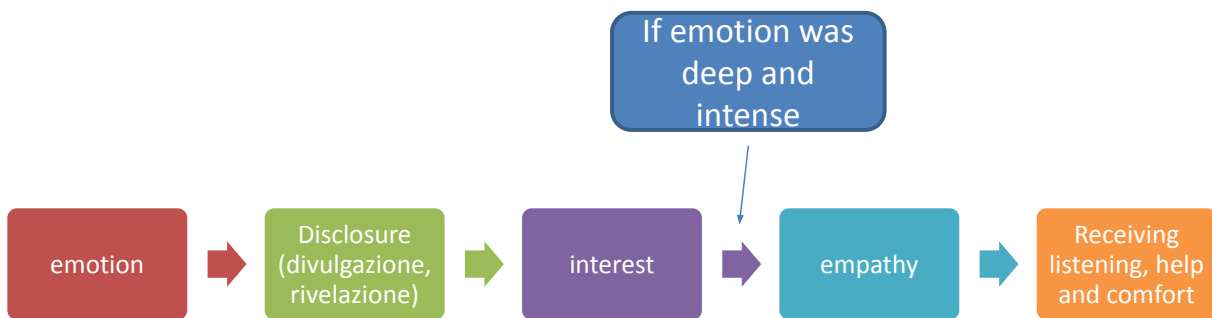 If emotion was
deep and
intense
emotion
Disclosure
(divulgazione,
rivelazione)
interest
empathy
Receiving
listening, help
and comfort